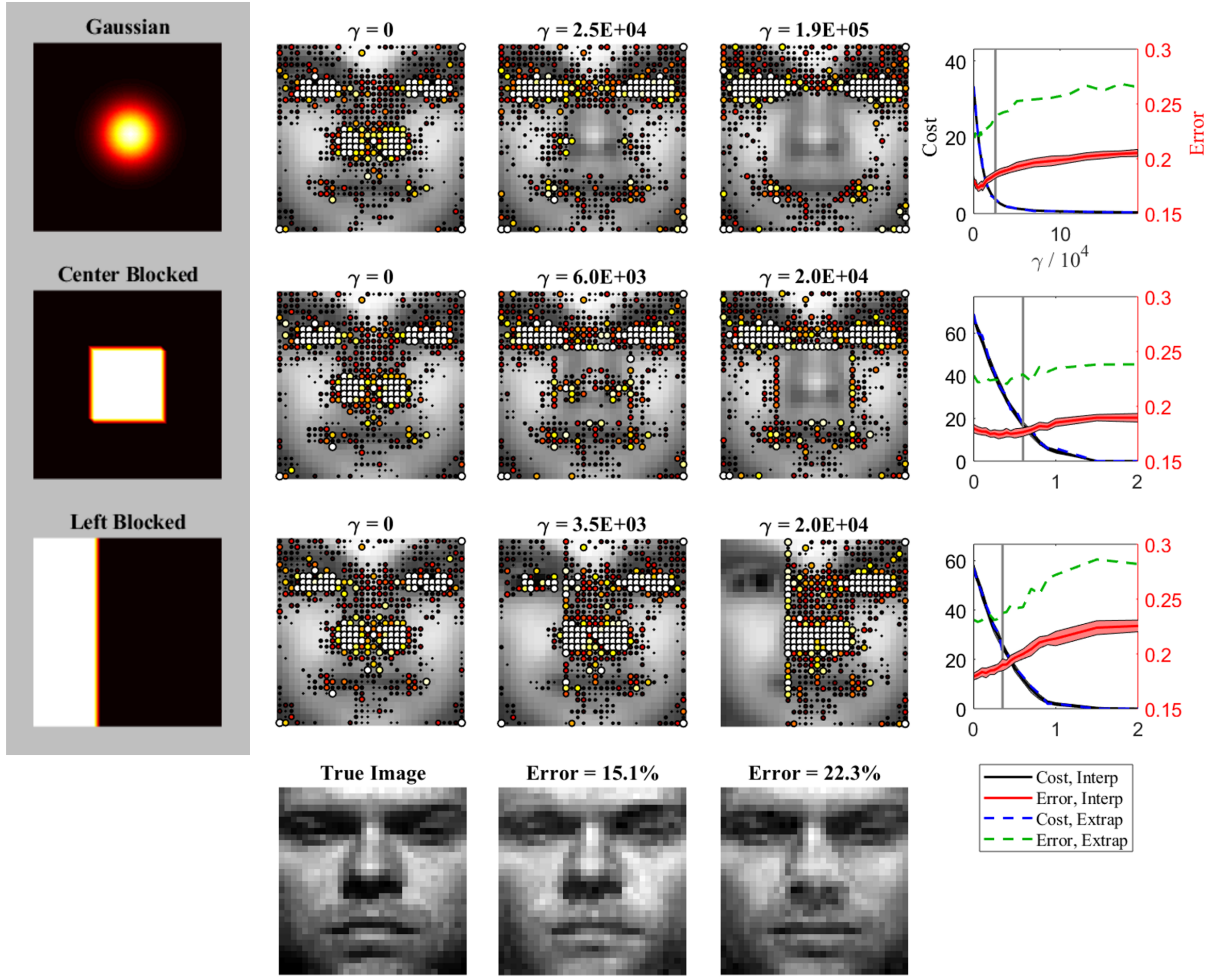 Gaussian
γ = 0
γ = 2.5E+04
γ = 1.9E+05
40
20
0
Cost
0.3
0.25
0.2
0.15
Error
0
10
γ / 10⁴
Center Blocked
γ = 0
γ = 6.0E+03
γ = 2.0E+04
60
40
20
0
0.3
0.25
0.2
0.15
0
1
2
Left Blocked
γ = 0
γ = 3.5E+03
γ = 2.0E+04
60
40
20
0
0.3
0.25
0.2
0.15
0
1
2
True Image
Error = 15.1%
Error = 22.3%
Cost, Interp
Error, Interp
Cost, Extrap
Error, Extrap